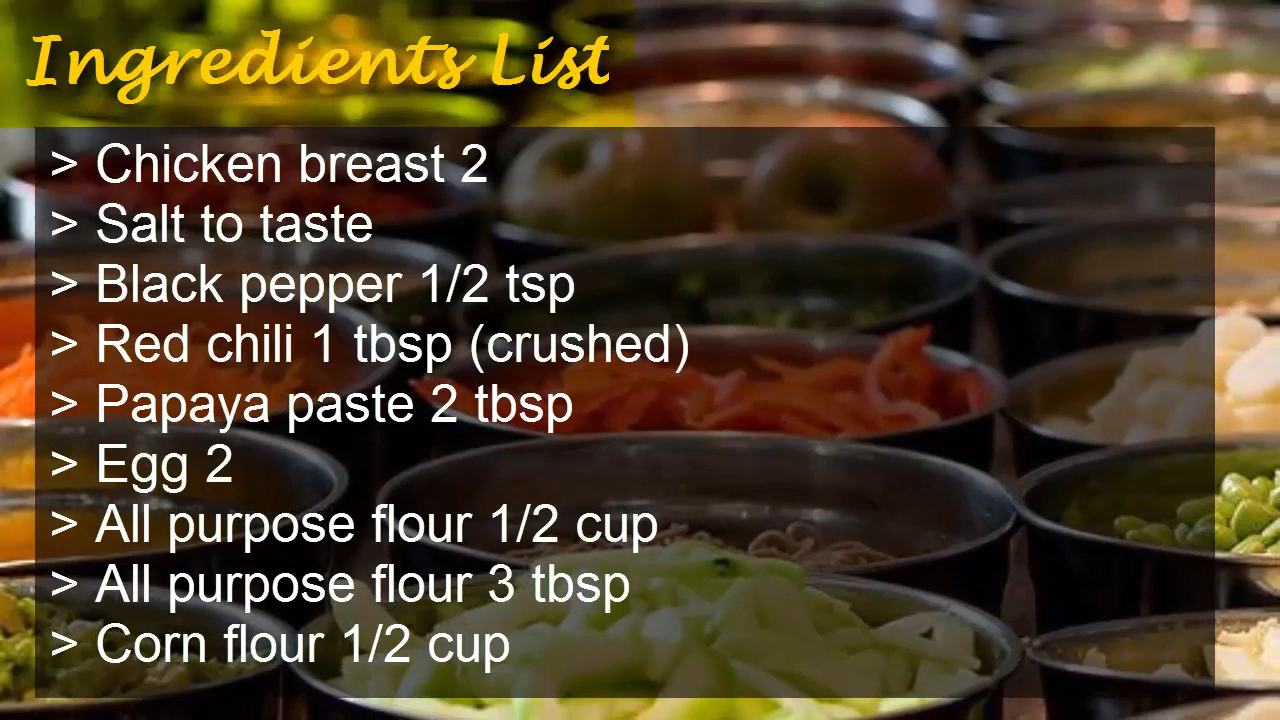 Ingredients List
> Chicken breast 2
> Salt to taste
> Black pepper 1/2 tsp
> Red chili 1 tbsp (crushed)
> Papaya paste 2 tbsp
> Egg 2
> All purpose flour 1/2 cup
> All purpose flour 3 tbsp
> Corn flour 1/2 cup